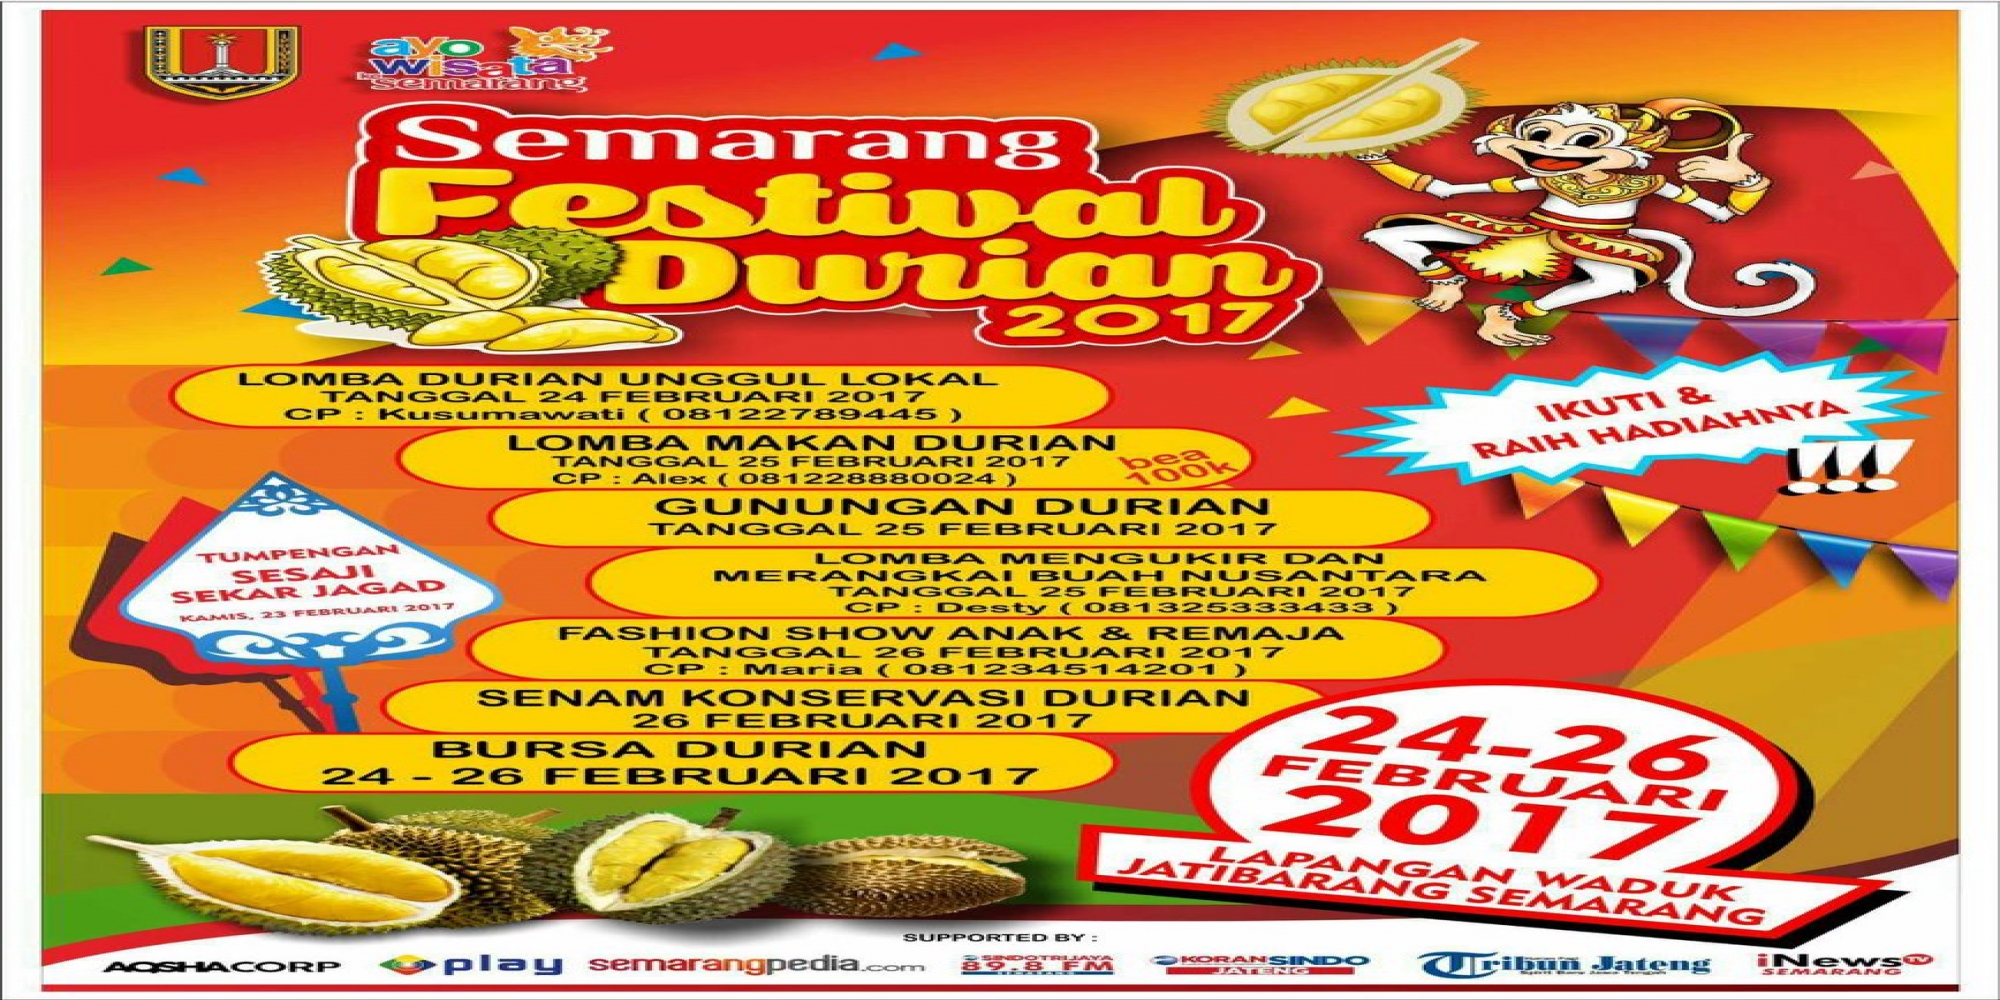 ayo
wisata
ke
semarang
Semarang
Festival
Durian
2017
LOMBA DURIAN UNGGUL LOKAL
TANGGAL 24 FEBRUARI 2017
CP : Kusumawati ( 08122789445 )
LOMBA MAKAN DURIAN
TANGGAL 25 FEBRUARI 2017
CP : Alex ( 081228880024 )
bea
100k
GUNUNGAN DURIAN
TANGGAL 25 FEBRUARI 2017
LOMBA MENGUKIR DAN
MERANGKAI BUAH NUSANTARA
TANGGAL 25 FEBRUARI 2017
CP : Desty ( 081325333433 )
FASHION SHOW ANAK & REMAJA
TANGGAL 26 FEBRUARI 2017
CP : Maria ( 081234514201 )
SENAM KONSERVASI DURIAN
26 FEBRUARI 2017
BURSA DURIAN
24 - 26 FEBRUARI 2017
TUMPENGAN
SESAJI
SEKAR JAGAD
KAMIS, 23 FEBRUARI 2017
IKUTI &
RAIH HADIAHNYA
!!!
24-26
FEBRUARI
2017
LAPANGAN WADUK
JATIBARANG SEMARANG
SUPPORTED BY :
AQSHACORP
play
semarangpedia.com
SINDOTRIJAYA
89,8 FM
KORANSINDO
JATENG
Tribun Jateng
iNews TV
SEMARANG